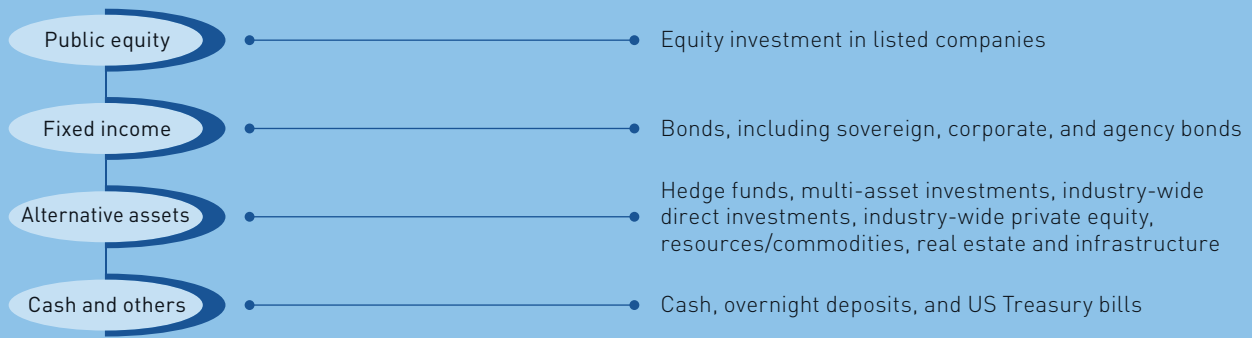 Public equity
Equity investment in listed companies
Fixed income
Bonds, including sovereign, corporate, and agency bonds
Alternative assets
Hedge funds, multi-asset investments, industry-wide
direct investments, industry-wide private equity,
resources/commodities, real estate and infrastructure
Cash and others
Cash, overnight deposits, and US Treasury bills